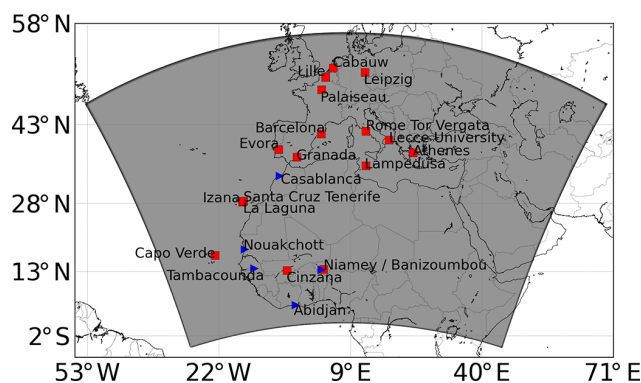 58° N
Cabauw
Lille
Leipzig
Palaiseau
43° N
Barcelona
Rome Tor Vergata
Lecce University
Evora
Athenes
Granada
Lampedusa
Casablanca
28° N
Izana
Santa Cruz Tenerife
La Laguna
Nouakchott
Capo Verde
Niamey / Banizoumbou
13° N
Tambacounda
Cinzana
Abidjan
2° S
53° W
22° W
9° E
40° E
71° E